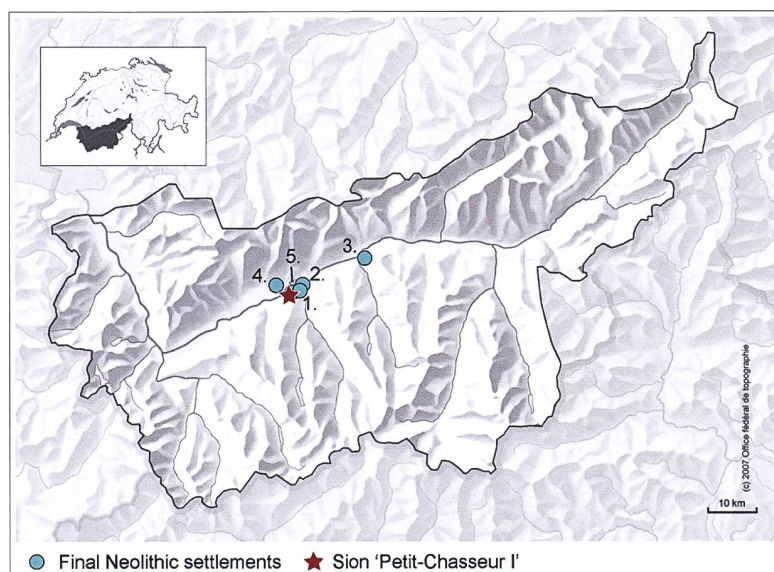 3.
5.
4.
2.
1.
(c) 2007 Office fédéral de topographie
10 km
Final Neolithic settlements
Sion 'Petit-Chasseur I'